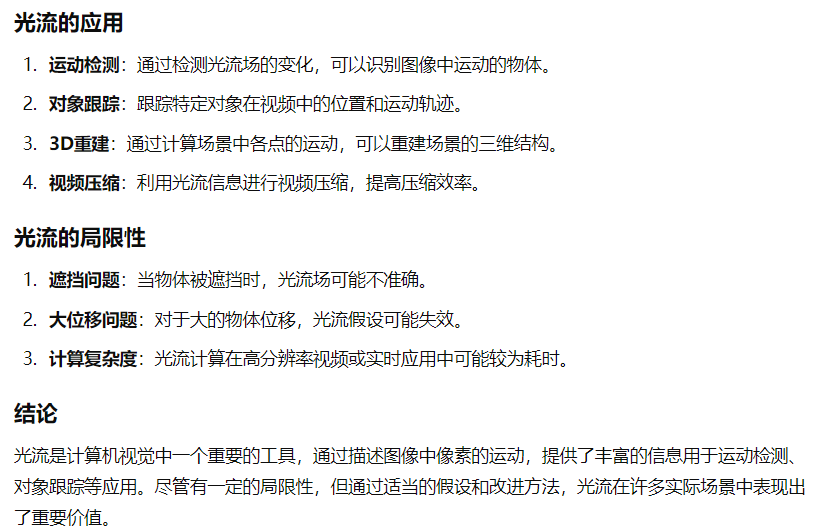 光流的应用
1. 运动检测：通过检测光流场的变化，可以识别图像中运动的物体。
2. 对象跟踪：跟踪特定对象在视频中的位置和运动轨迹。
3. 3D重建：通过计算场景中各点的运动，可以重建场景的三维结构。
4. 视频压缩：利用光流信息进行视频压缩，提高压缩效率。
光流的局限性
1. 遮挡问题：当物体被遮挡时，光流场可能不准确。
2. 大位移问题：对于大的物体位移，光流假设可能失效。
3. 计算复杂度：光流计算在高分辨率视频或实时应用中可能较为耗时。
结论
光流是计算机视觉中一个重要的工具，通过描述图像中像素的运动，提供了丰富的信息用于运动检测、
对象跟踪等应用。尽管有一定的局限性，但通过适当的假设和改进方法，光流在许多实际场景中表现出
了重要价值。